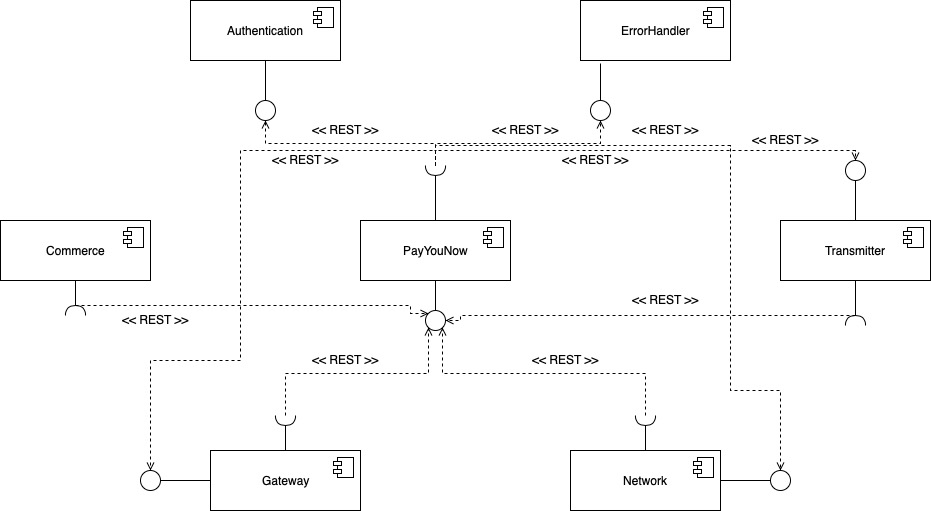 Authentication
ErrorHandler
<< REST >>
<< REST >>
<< REST >>
<< REST >>
<< REST >>
<< REST >>
Commerce
PayYouNow
Transmitter
<< REST >>
<< REST >>
<< REST >>
<< REST >>
Gateway
Network